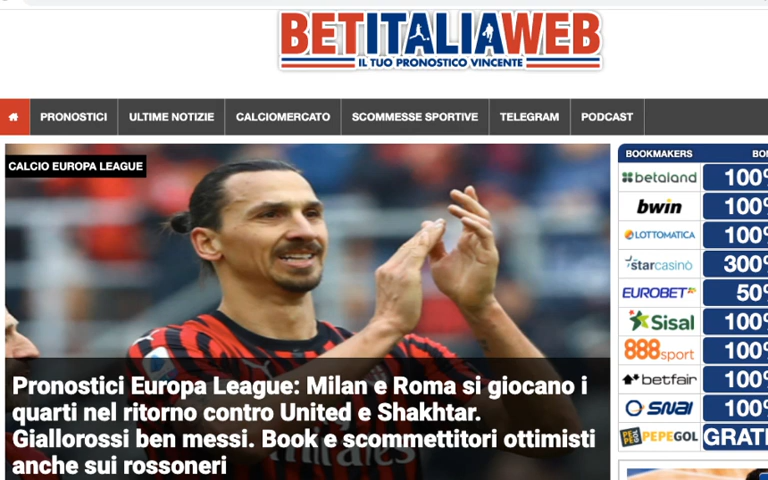 BETITALIAWEB
IL TUO PRONOSTICO VINCENTE
PRONOSTICI
ULTIME NOTIZIE
CALCIOMERCATO
SCOMMESSE SPORTIVE
TELEGRAM
PODCAST
CALCIO EUROPA LEAGUE
Pronostici Europa League: Milan e Roma si giocano i
quarti nel ritorno contro United e Shakhtar.
Giallorossi ben messi. Book e scommettitori ottimisti
anche sui rossoneri
BOOKMAKERS
betaland 100%
bwin 100%
LOTTOMATICA 100%
starcasinò 300%
EUROBET 50%
Sisal 100%
888sport 100%
betfair 100%
SNAI 100%
PEPEGOL